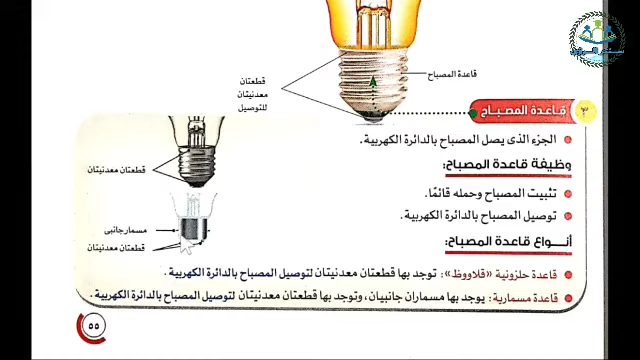 قاعدة المصباح
قطعتان
معدنيتان
للتوصيل
٣
قاعدة المصباح
الجزء الذى يصل المصباح بالدائرة الكهربية.
وظيفة قاعدة المصباح:
تثبيت المصباح وحمله قائمًا.
توصيل المصباح بالدائرة الكهربية.
أنـــواع قاعدة المصباح:
قاعدة حلزونية «قلاووظ»: توجد بها قطعتان معدنيتان لتوصيل المصباح بالدائرة الكهربية.
قاعدة مسمارية: يوجد بها مسماران جانبيان، وتوجد بها قطعتان معدنيتان لتوصيل المصباح بالدائرة الكهربية.
قطعتان معدنيتان
مسمار جانبى
قطعتان معدنيتان
٥٥